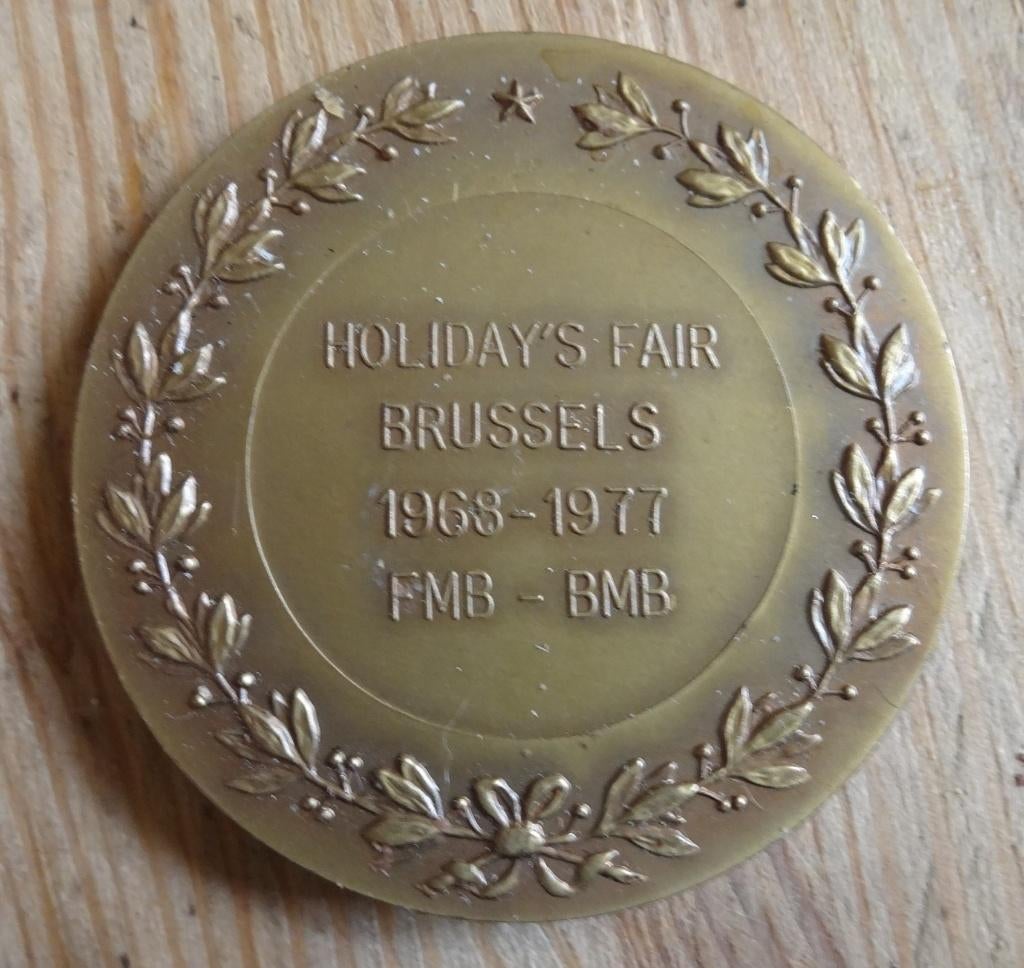 HOLIDAY'S FAIR
BRUSSELS
1968-1977
FMB - BMB